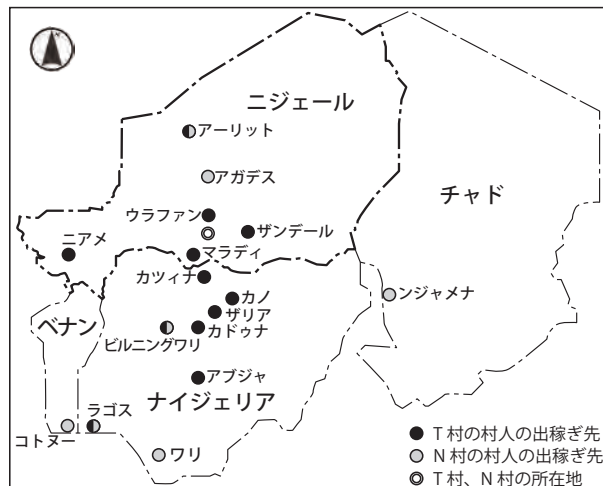 ニジェール
アーリット
アガデス
チャド
ウラファン
ザンデール
ニアメ
マラディ
カツィナ
カノ
ンジャメナ
ザリア
ベナン
カドゥナ
ビルニングワリ
アブジャ
ナイジェリア
ラゴス
コトヌー
ワリ
T村の村人の出稼ぎ先
N村の村人の出稼ぎ先
T村、N村の所在地